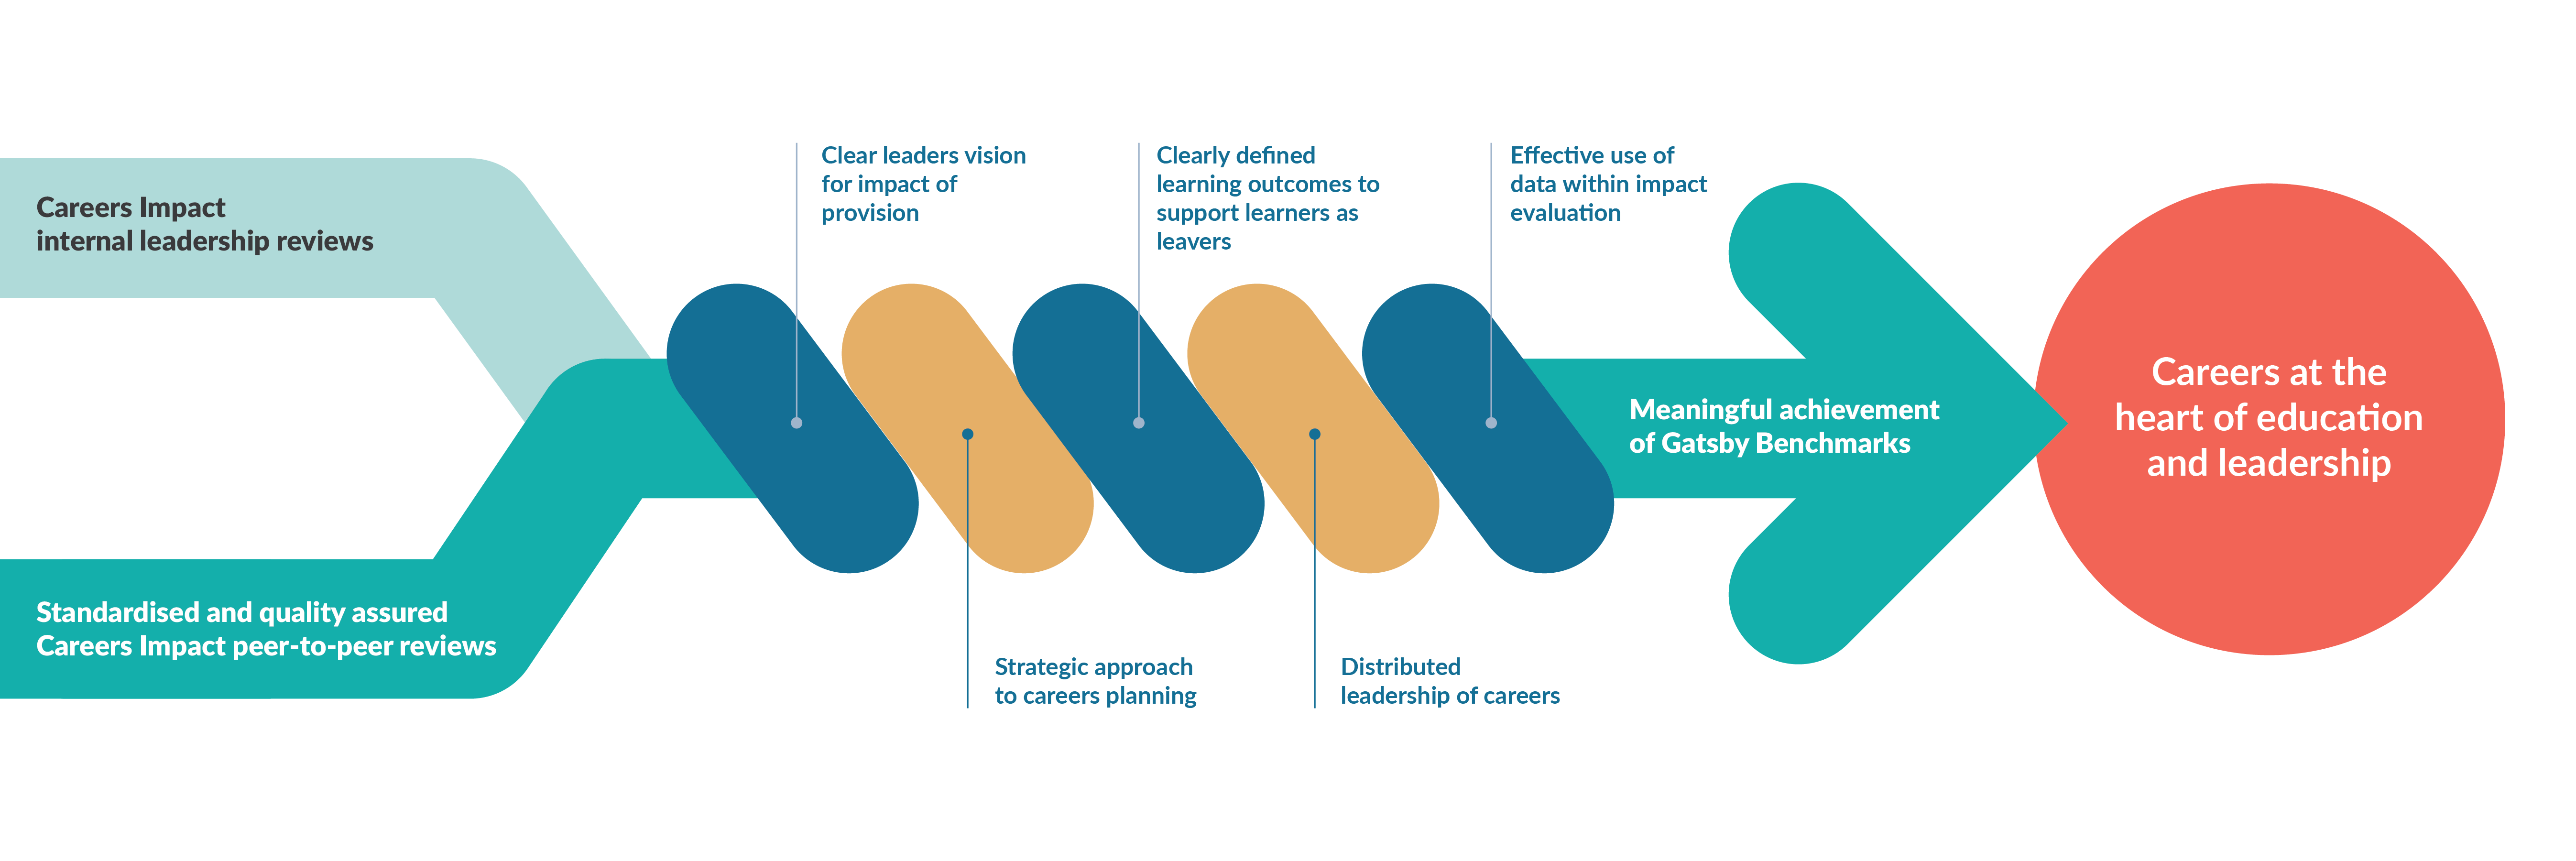 Careers Impact
internal leadership reviews
Standardised and quality assured
Careers Impact peer-to-peer reviews
Clear leaders vision
for impact of
provision
Strategic approach
to careers planning
Clearly defined
learning outcomes to
support learners as
leavers
Distributed
leadership of careers
Effective use of
data within impact
evaluation
Meaningful achievement
of Gatsby Benchmarks
Careers at the
heart of education
and leadership